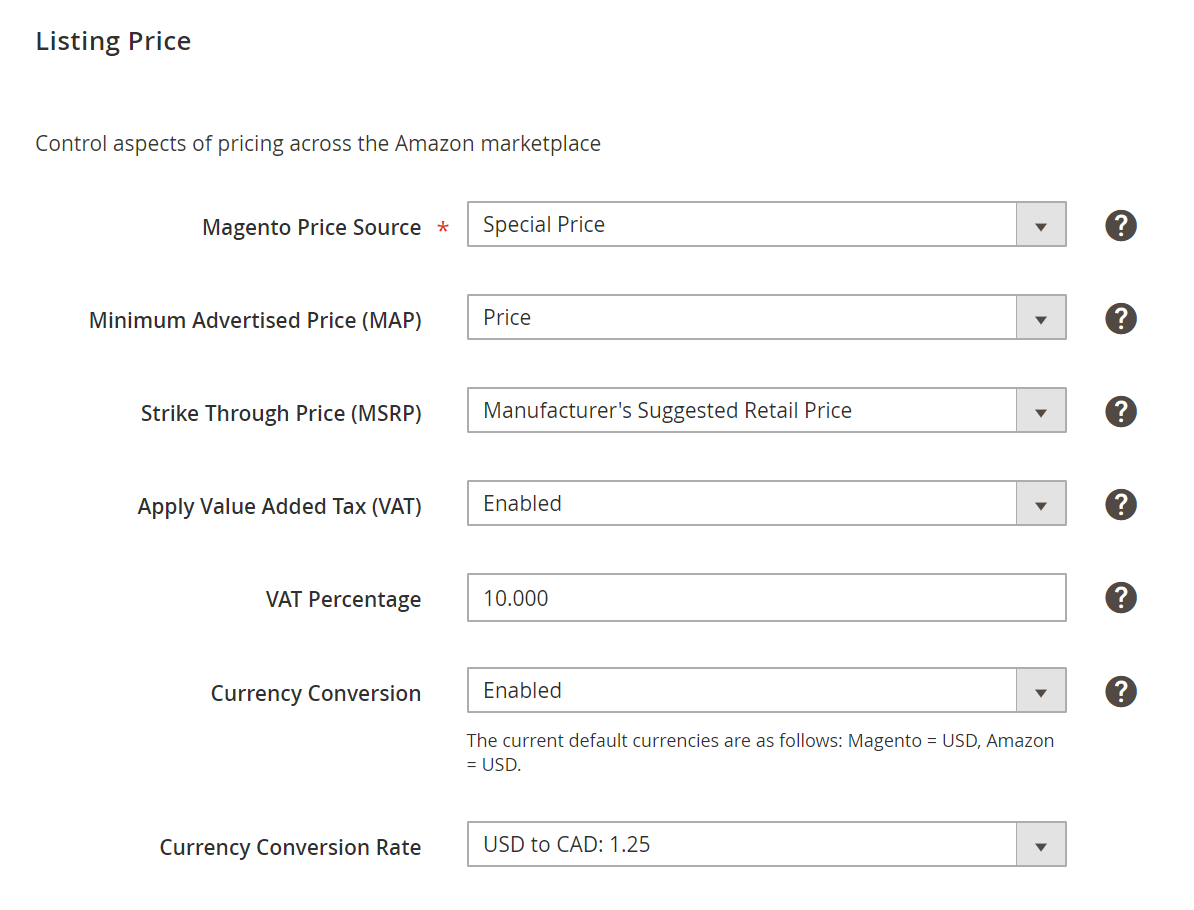 Listing Price
Control aspects of pricing across the Amazon marketplace
Magento Price Source * Special Price ?
Minimum Advertised Price (MAP) Price ?
Strike Through Price (MSRP) Manufacturer's Suggested Retail Price ?
Apply Value Added Tax (VAT) Enabled ?
VAT Percentage 10.000 ?
Currency Conversion Enabled ?
The current default currencies are as follows: Magento = USD, Amazon
= USD.
Currency Conversion Rate USD to CAD: 1.25